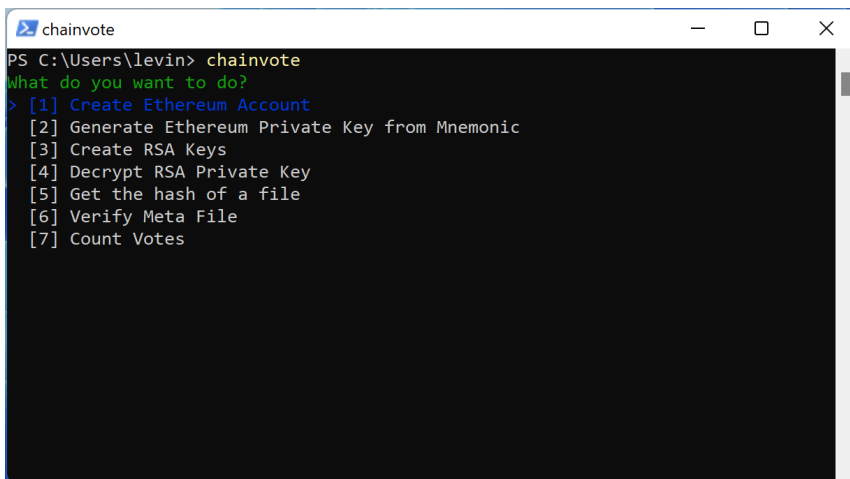 chainvote
PS C:\Users\levin> chainvote
What do you want to do?
> [1] Create Ethereum Account
[2] Generate Ethereum Private Key from Mnemonic
[3] Create RSA Keys
[4] Decrypt RSA Private Key
[5] Get the hash of a file
[6] Verify Meta File
[7] Count Votes